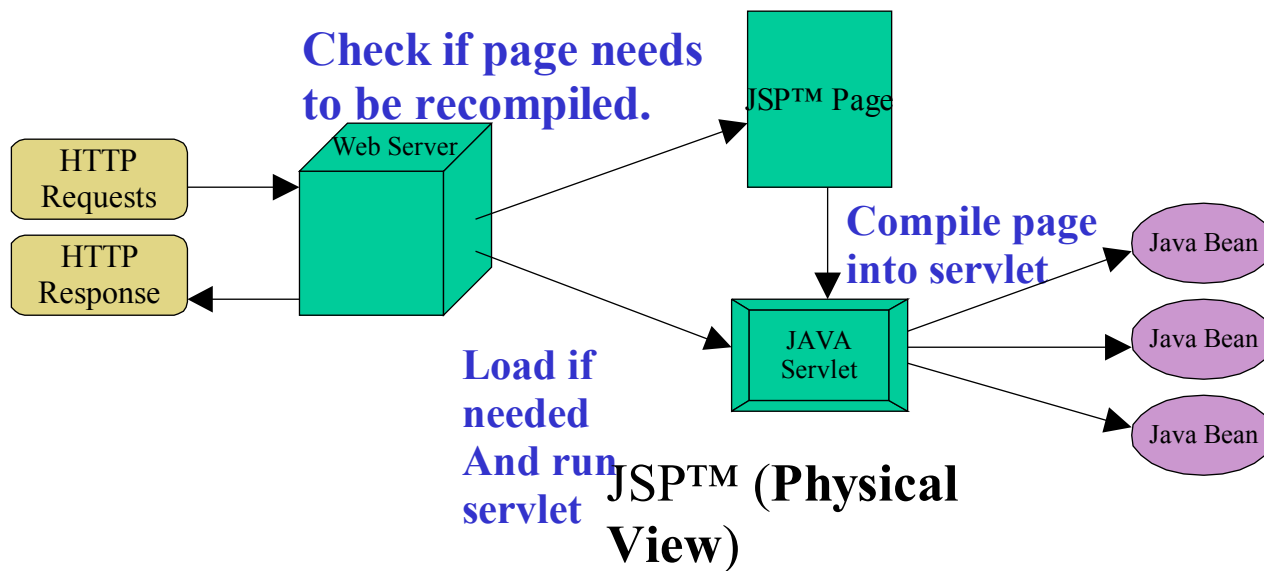 Check if page needs
to be recompiled.
JSP™ Page
Web Server
HTTP
Requests
HTTP
Response
Compile page
into servlet
Java Bean
Java Bean
Java Bean
JAVA
Servlet
Load if
needed
And run
servlet
JSP™ (Physical
View)